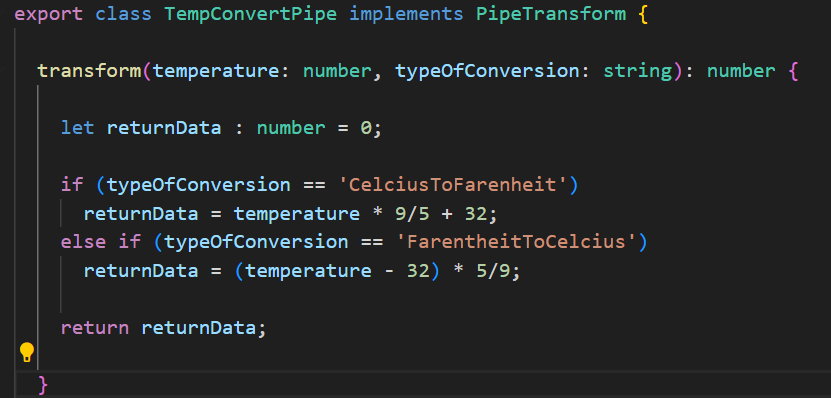 export class TempConvertPipe implements PipeTransform {
transform(temperature: number, typeOfConversion: string): number {
let returnData : number = 0;
if (typeOfConversion == 'CelciusToFarenheit')
returnData = temperature * 9/5 + 32;
else if (typeOfConversion == 'FarentheitToCelcius')
returnData = (temperature - 32) * 5/9;
return returnData;
}